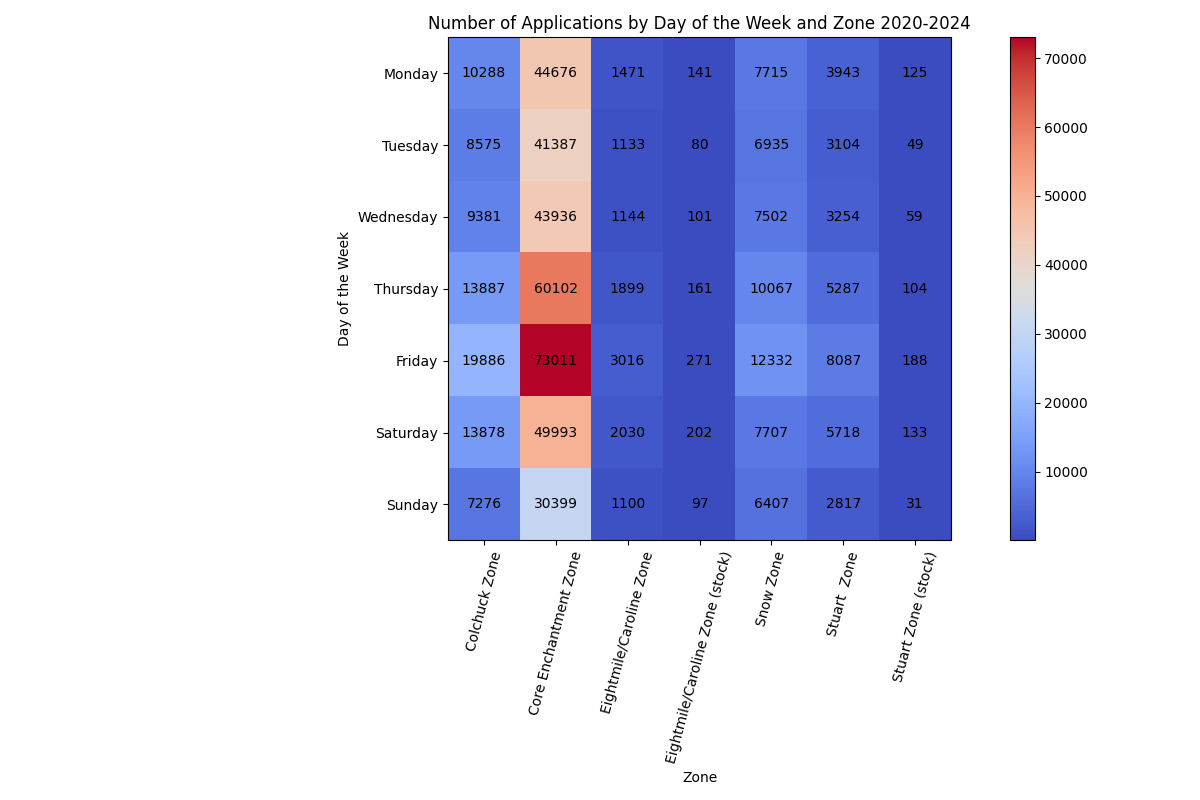 Number of Applications by Day of the Week and Zone 2020-2024
Day of the Week
Monday 10288 44676 1471 141 7715 3943 125
Tuesday 8575 41387 1133 80 6935 3104 49
Wednesday 9381 43936 1144 101 7502 3254 59
Thursday 13887 60102 1899 161 10067 5287 104
Friday 19886 73011 3016 271 12332 8087 188
Saturday 13878 49993 2030 202 7707 5718 133
Sunday 7276 30399 1100 97 6407 2817 31
Colchuck Zone
Core Enchantment Zone
Eightmile/Caroline Zone
Eightmile/Caroline Zone (stock)
Snow Zone
Stuart  Zone
Stuart Zone (stock)
Zone
70000
60000
50000
40000
30000
20000
10000